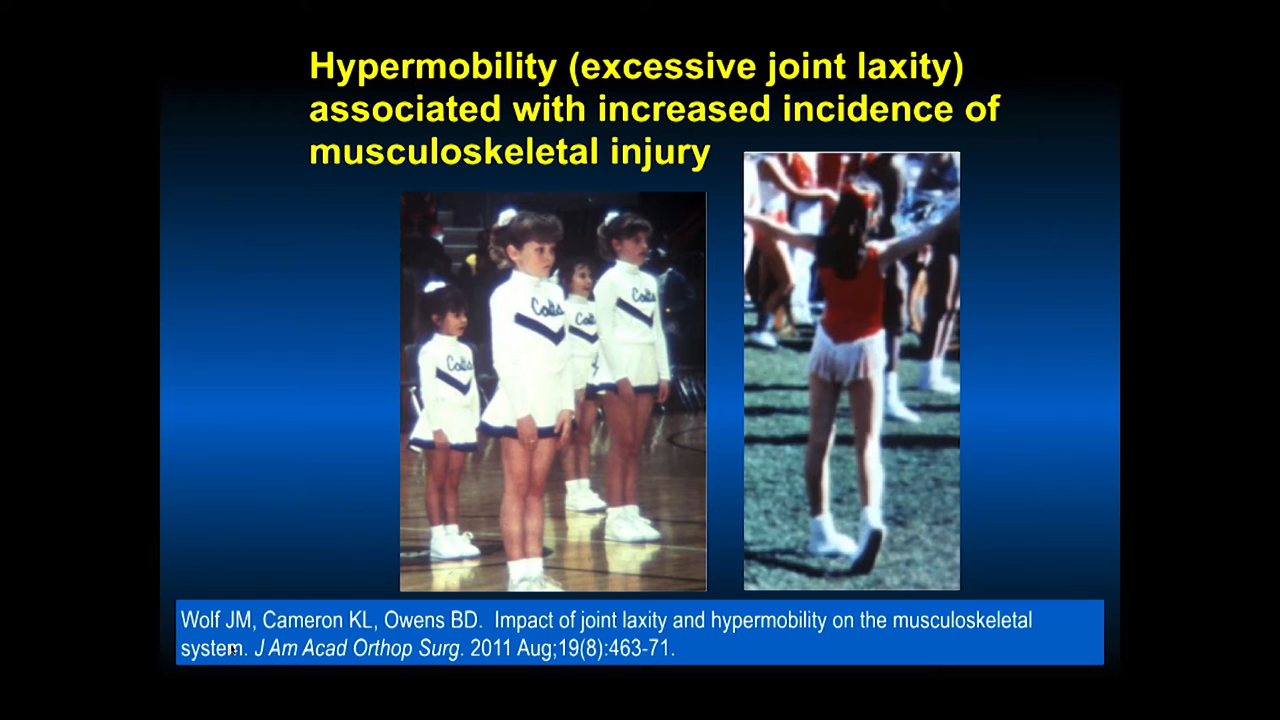 Hypermobility (excessive joint laxity)
associated with increased incidence of
musculoskeletal injury
Colts
Colts
Colts
Colts
Wolf JM, Cameron KL, Owens BD.  Impact of joint laxity and hypermobility on the musculoskeletal
system. J Am Acad Orthop Surg. 2011 Aug;19(8):463-71.